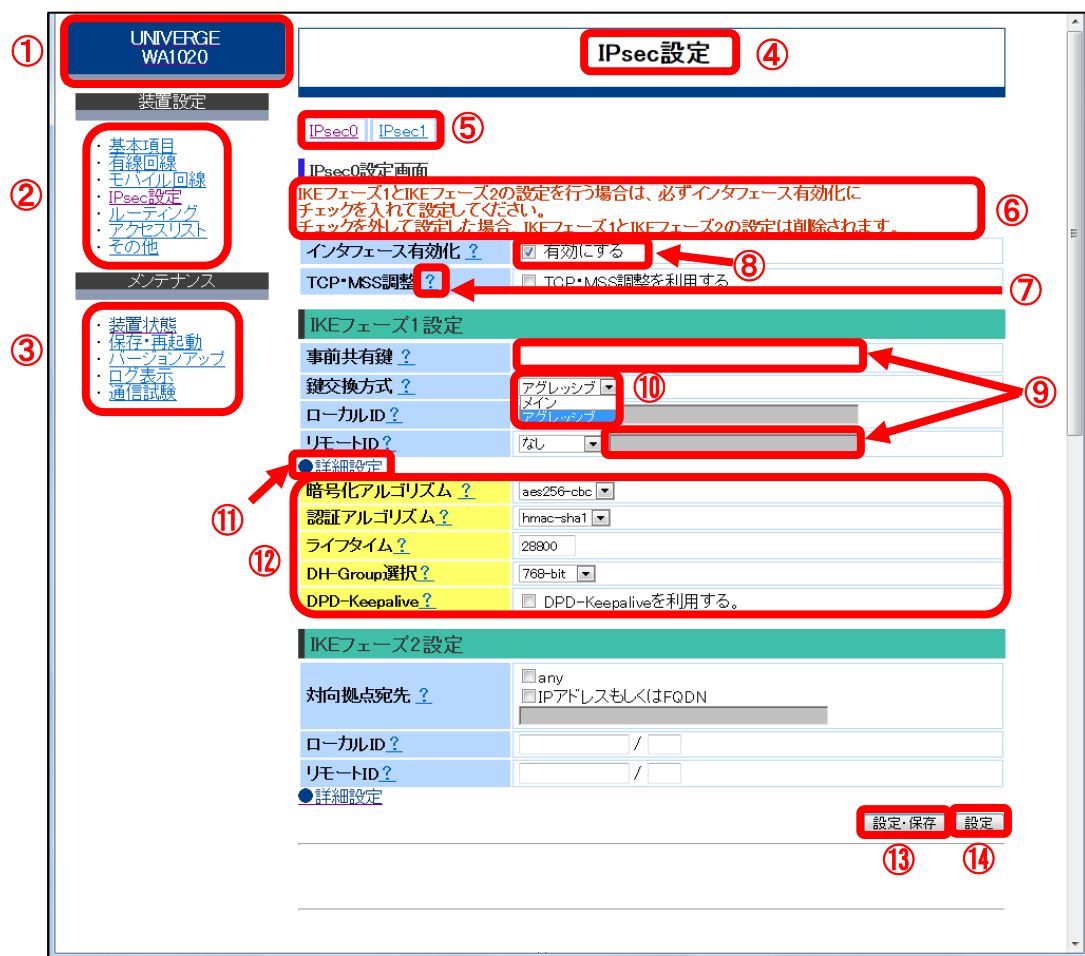 ①
UNIVERGE
WA1020
装置設定
②
・基本項目
・有線回線
・モバイル回線
・IPsec設定
・ルーティング
・アクセスリスト
・その他
メンテナンス
③
・装置状態
・保存・再起動
・バージョンアップ
・ログ表示
・通信試験
IPsec設定 ④
IPsec0 IPsec1 ⑤
IPsec0設定画面
IKEフェーズ1とIKEフェーズ2の設定を行う場合は、必ずインタフェース有効化に
チェックを入れて設定してください。
チェックを外して設定した場合、IKEフェーズ1とIKEフェーズ2の設定は削除されます。
⑥
インタフェース有効化 ? 有効にする ⑧
TCP・MSS調整 ? TCP・MSS調整を利用する ⑦
IKEフェーズ1設定
事前共有鍵 ?
鍵交換方式 ? アグレッシブ ⑩ ⑨
メイン
アグレッシブ
ローカルID ?
リモートID ? なし
●詳細設定
⑪
⑫
暗号化アルゴリズム ? aes256-cbc
認証アルゴリズム ? hmac-sha1
ライフタイム ? 28800
DH-Group選択 ? 768-bit
DPD-Keepalive ? DPD-Keepaliveを利用する。
IKEフェーズ2設定
対向拠点宛先 ? any
IPアドレスもしくはFQDN
ローカルID ? /
リモートID ? /
●詳細設定
設定・保存 設定
⑬ ⑭